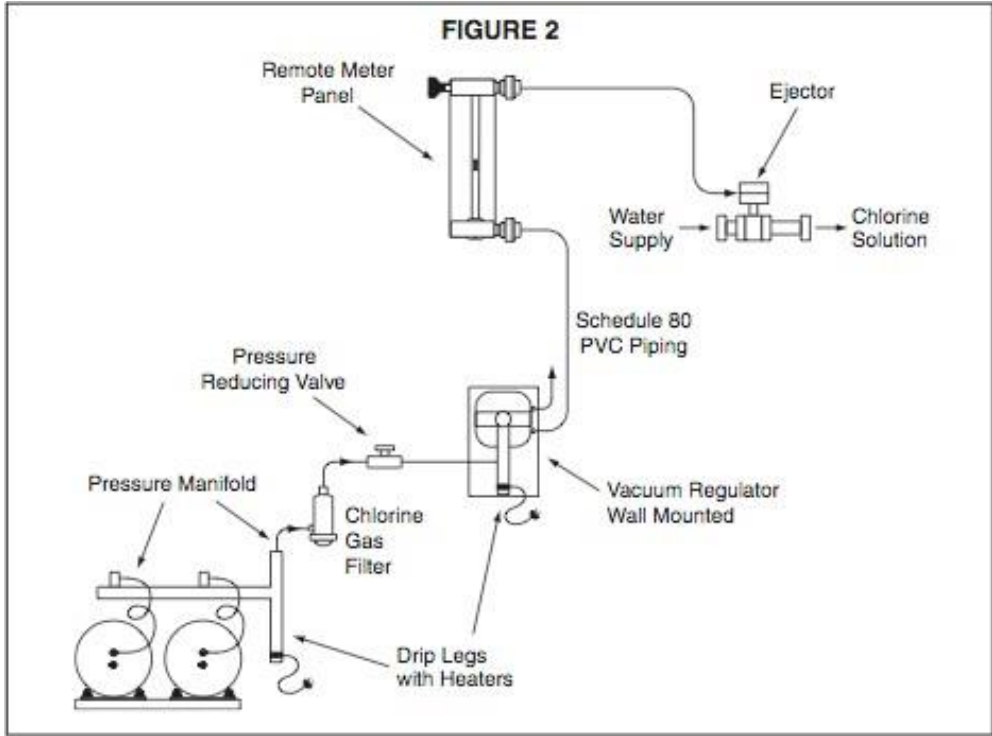 FIGURE 2
Remote Meter
Panel
Ejector
Water
Supply
Chlorine
Solution
Schedule 80
PVC Piping
Pressure
Reducing Valve
Pressure Manifold
Chlorine
Gas
Filter
Vacuum Regulator
Wall Mounted
Drip Legs
with Heaters